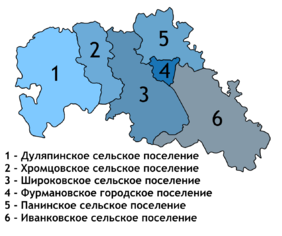 1
2
3
4
5
6
1 - Дуляпинское сельское поселение
2 - Хромцовское сельское поселение
3 - Широковское сельское поселение
4 - Фурмановское городское поселение
5 - Панинское сельское поселение
6 - Иванковское сельское поселение